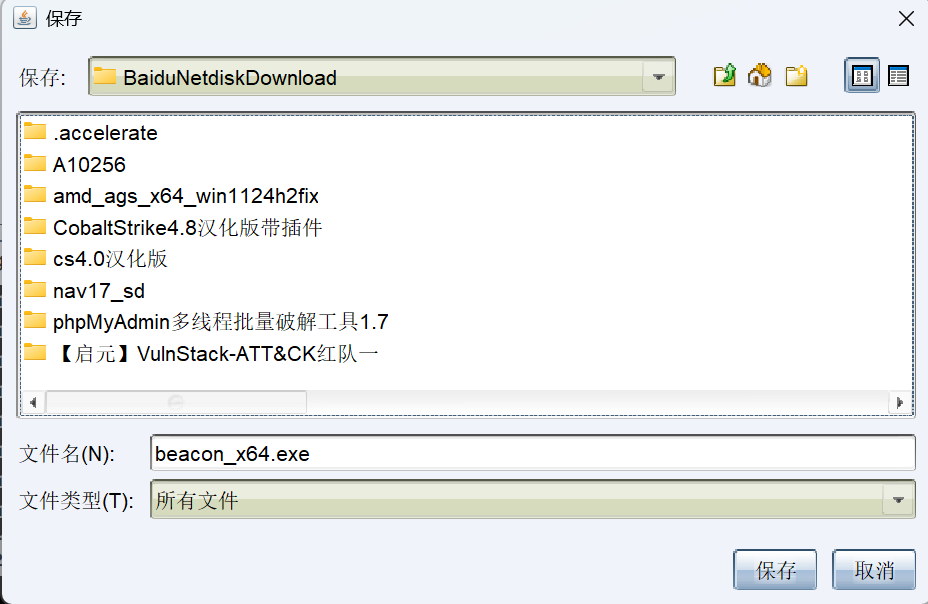 保存
保存:
BaiduNetdiskDownload
.accelerate
A10256
amd_ags_x64_win1124h2fix
CobaltStrike4.8汉化版带插件
cs4.0汉化版
nav17_sd
phpMyAdmin多线程批量破解工具1.7
【启元】VulnStack-ATT&CK红队一
文件名(N): beacon_x64.exe
文件类型(T): 所有文件
保存 取消